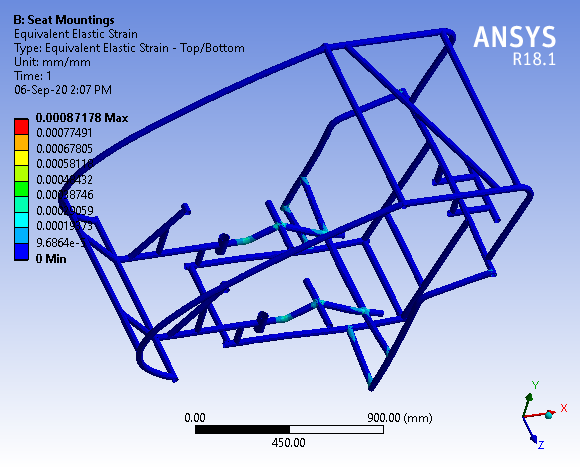 B: Seat Mountings
Equivalent Elastic Strain
Type: Equivalent Elastic Strain - Top/Bottom
Unit: mm/mm
Time: 1
06-Sep-20 2:07 PM
ANSYS
R18.1
0.00087178 Max
0.00077491
0.00067805
0.00058119
0 Min
0.00
900.00 (mm)
450.00
Y
X
Z